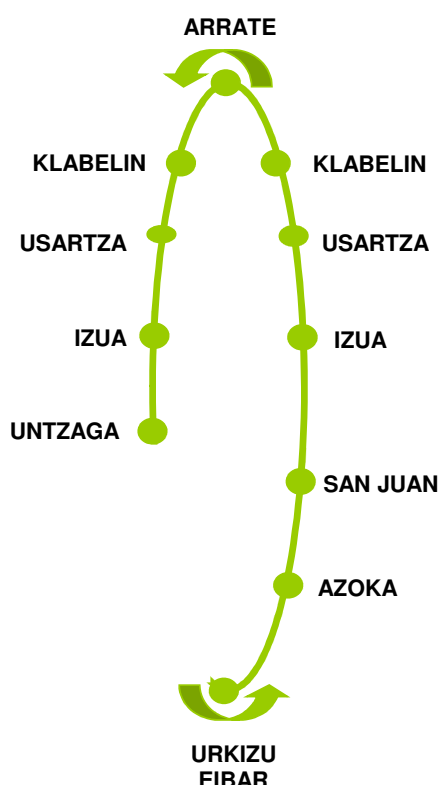 ARRATE
KLABELIN
KLABELIN
USARTZA
USARTZA
IZUA
IZUA
UNTZAGA
SAN JUAN
AZOKA
URKIZU
EIBAR